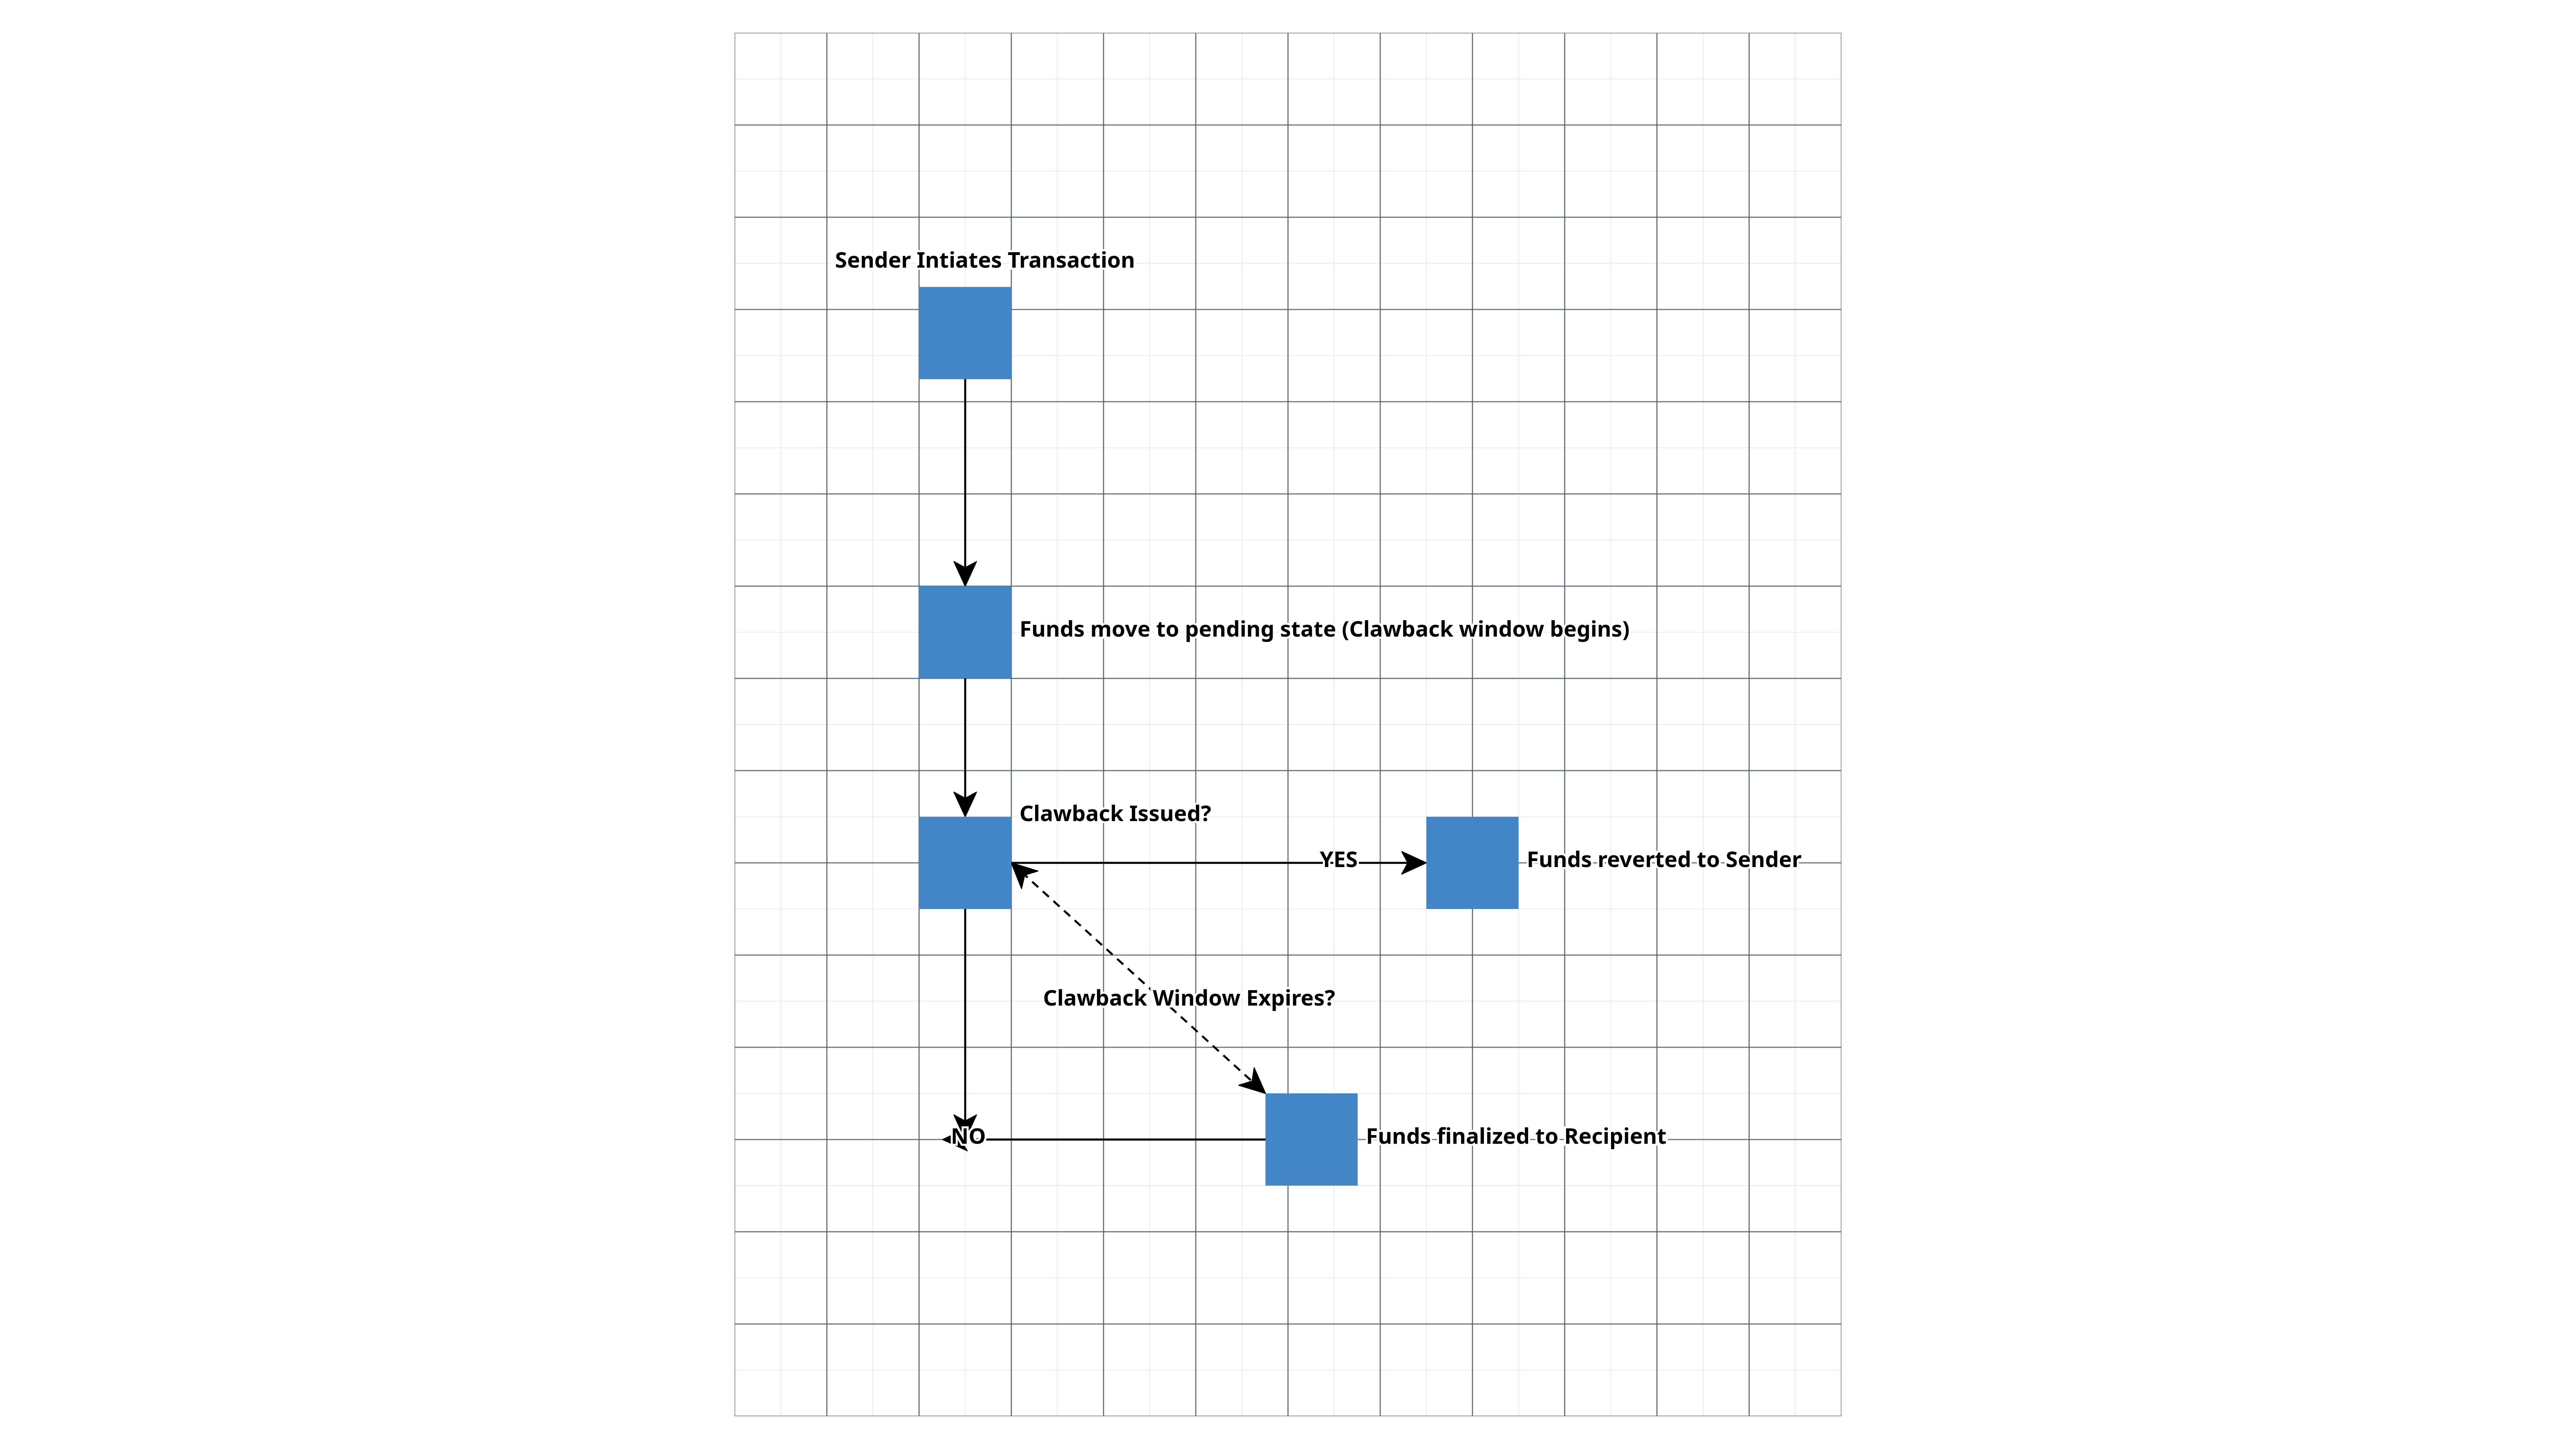 Sender Intiates Transaction
Funds move to pending state (Clawback window begins)
Clawback Issued?
YES
Funds reverted to Sender
Clawback Window Expires?
NO
Funds finalized to Recipient